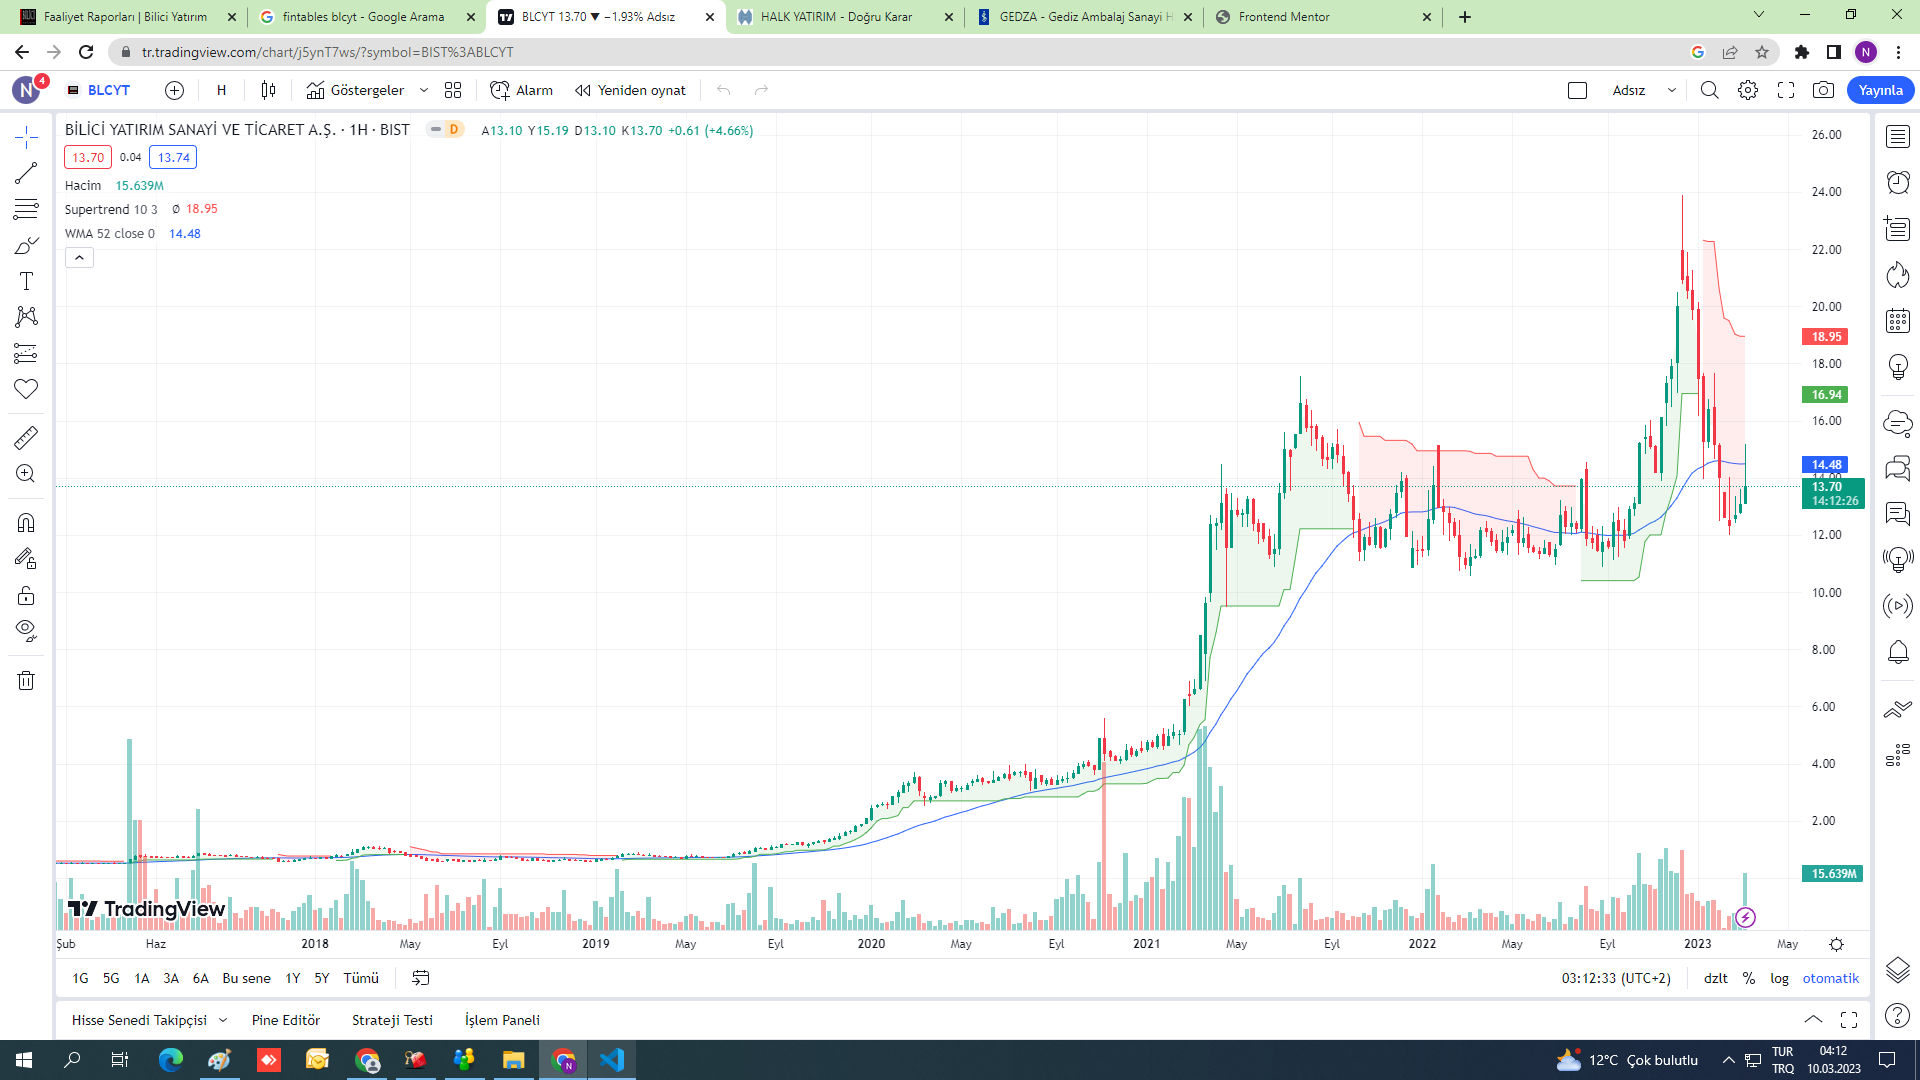 Faaliyet Raporları | Bilici Yatırım
fintables blcyt - Google Arama
BLCYT 13.70 ▼ −1.93% Adsız
HALK YATIRIM - Doğru Karar
GEDZA - Gediz Ambalaj Sanayi
Frontend Mentor
tr.tradingview.com/chart/j5ynT7ws/?symbol=BIST%3ABLCYT
N
N
4
BLCYT
H
Göstergeler
Alarm
Yeniden oynat
Adsız
Yayınla
BİLİCİ YATIRIM SANAYİ VE TİCARET A.Ş. · 1H · BIST
D
A13.10 Y15.19 D13.10 K13.70 +0.61 (+4.66%)
13.70
0.04
13.74
Hacim 15.639M
Supertrend 10 3 Ø 18.95
WMA 52 close 0 14.48
26.00
24.00
22.00
20.00
18.95
18.00
16.94
16.00
14.48
13.70
14:12:26
12.00
10.00
8.00
6.00
4.00
2.00
15.639M
TradingView
Şub
Haz
2018
May
Eyl
2019
May
Eyl
2020
May
Eyl
2021
May
Eyl
2022
May
Eyl
2023
May
1G 5G 1A 3A 6A Bu sene 1Y 5Y Tümü
03:12:33 (UTC+2)
dzlt % log otomatik
Hisse Senedi Takipçisi
Pine Editör
Strateji Testi
İşlem Paneli
12°C Çok bulutlu
TUR
TRQ
04:12
10.03.2023